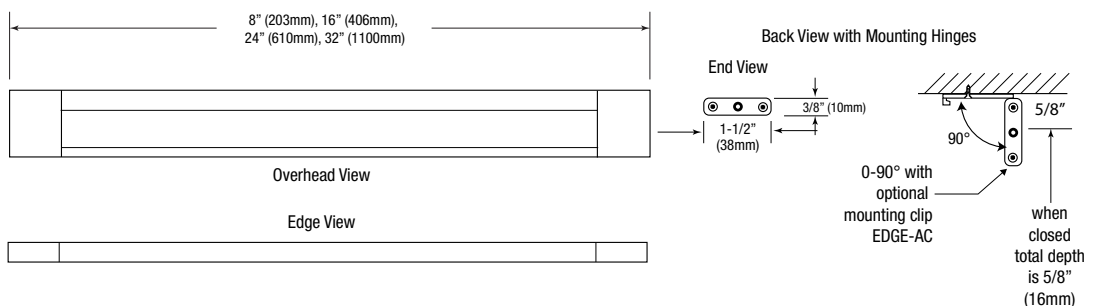 8” (203mm), 16” (406mm),
24” (610mm), 32” (1100mm)
Overhead View
Edge View
Back View with Mounting Hinges
End View
3/8” (10mm)
1-1/2”
(38mm)
5/8”
90°
0-90° with
optional
mounting clip
EDGE-AC
when
closed
total depth
is 5/8”
(16mm)